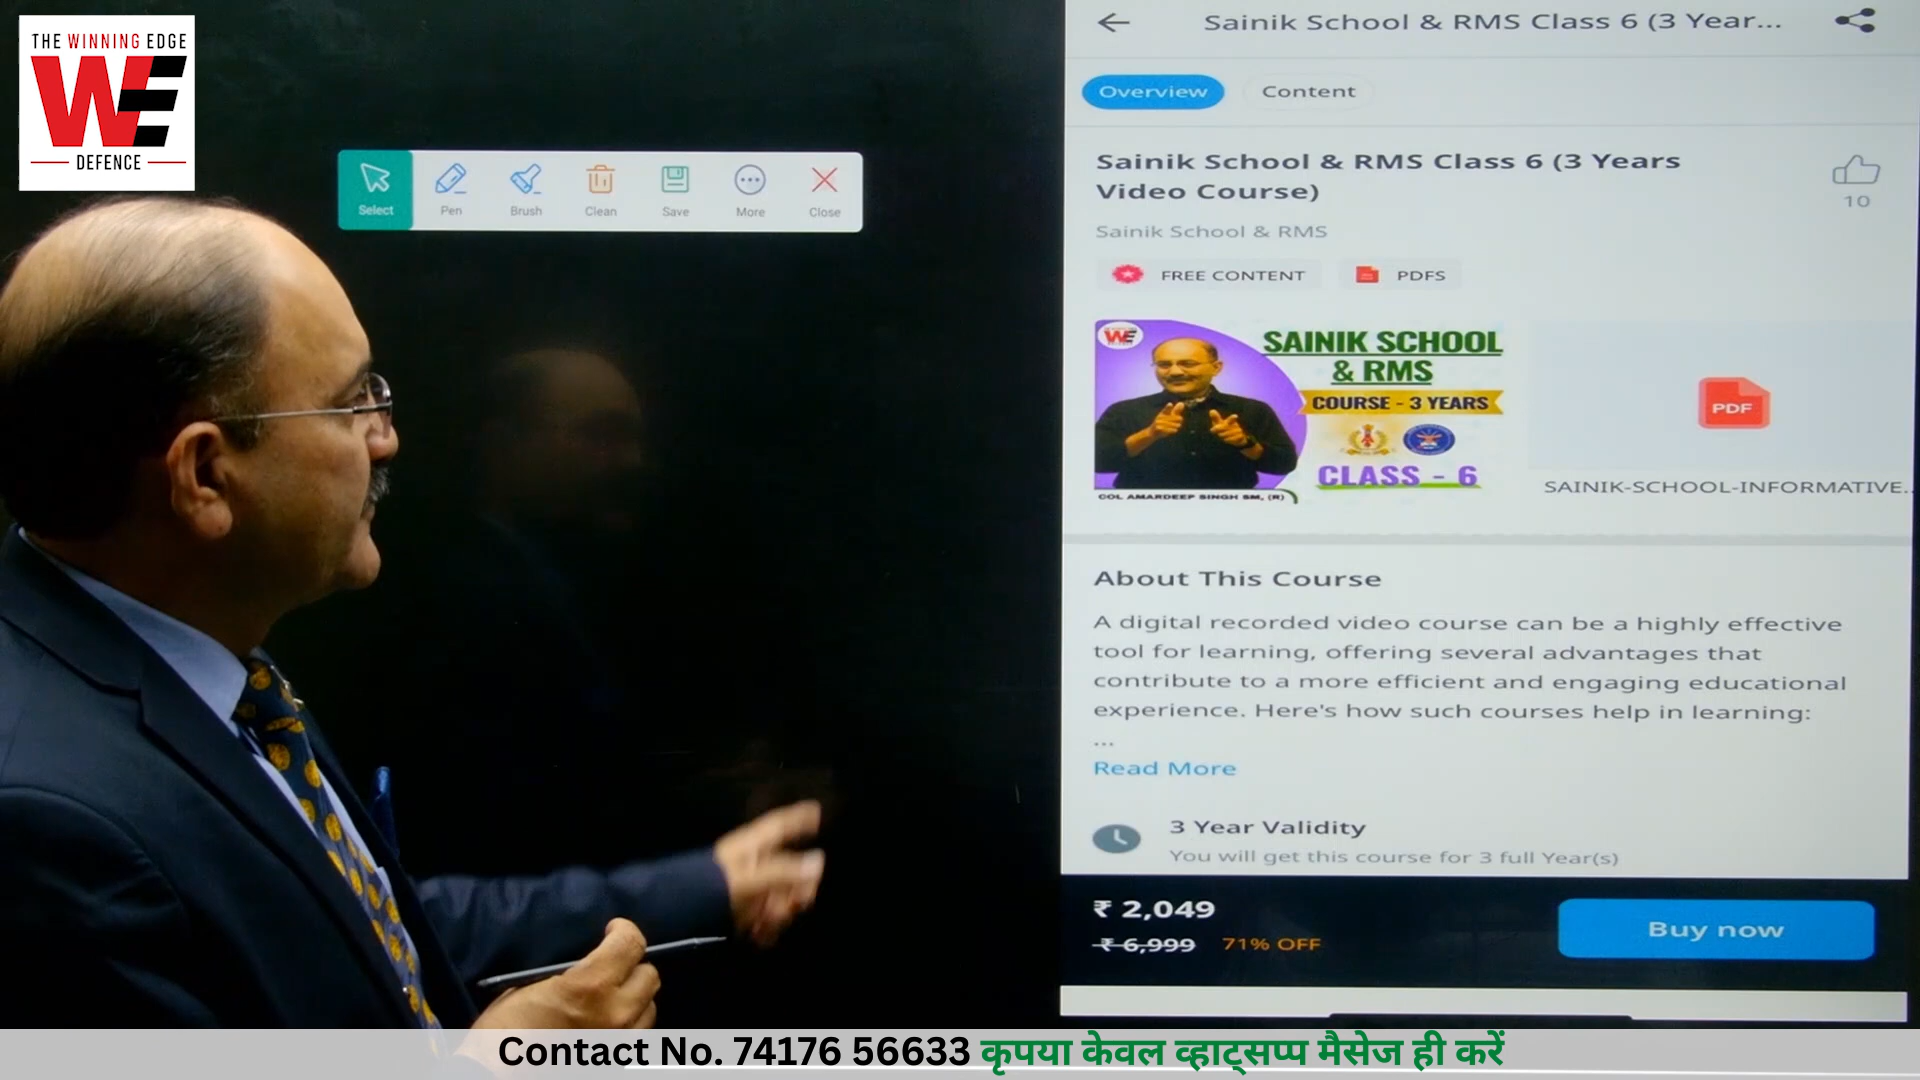 THE WINNING EDGE
WE
DEFENCE
Select Pen Brush Clean Save More Close
Sainik School & RMS Class 6 (3 Year...
Overview Content
Sainik School & RMS Class 6 (3 Years
Video Course)
10
Sainik School & RMS
FREE CONTENT PDFS
WE
SAINIK SCHOOL
& RMS
COURSE - 3 YEARS
CLASS - 6
COL AMARDEEP SINGH SM, (R)
PDF
SAINIK-SCHOOL-INFORMATIVE..
About This Course
A digital recorded video course can be a highly effective
tool for learning, offering several advantages that
contribute to a more efficient and engaging educational
experience. Here's how such courses help in learning:
...
Read More
3 Year Validity
You will get this course for 3 full Year(s)
₹ 2,049
₹ 6,999 71% OFF
Buy now
Contact No. 74176 56633 कृपया केवल व्हाट्सप्प मैसेज ही करें